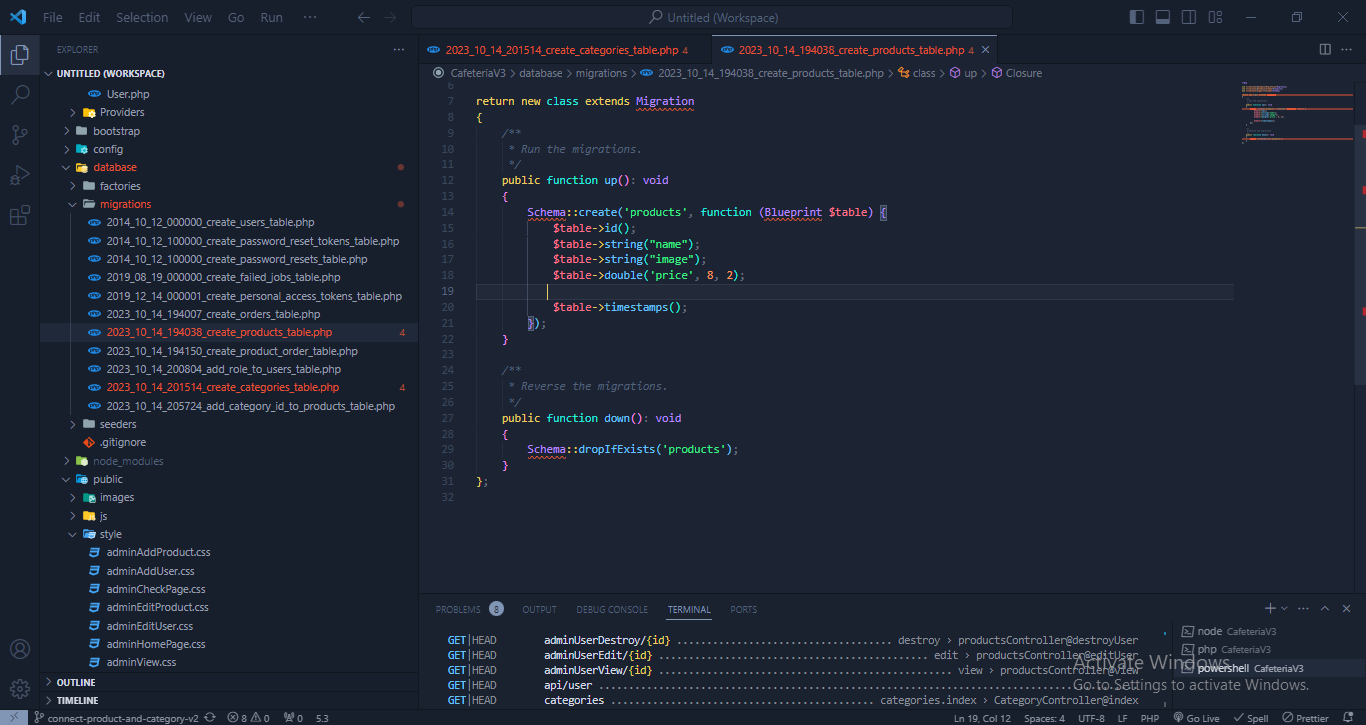 File Edit Selection View Go Run ··· Untitled (Workspace)
EXPLORER ···
UNTITLED (WORKSPACE)
User.php
Providers
bootstrap
config
database
factories
migrations
2014_10_12_000000_create_users_table.php
2014_10_12_100000_create_password_reset_tokens_table.php
2014_10_12_100000_create_password_resets_table.php
2019_08_19_000000_create_failed_jobs_table.php
2019_12_14_000001_create_personal_access_tokens_table.php
2023_10_14_194007_create_orders_table.php
2023_10_14_194038_create_products_table.php 4
2023_10_14_194150_create_product_order_table.php
2023_10_14_200804_add_role_to_users_table.php
2023_10_14_201514_create_categories_table.php 4
2023_10_14_205724_add_category_id_to_products_table.php
seeders
.gitignore
node_modules
public
images
js
style
adminAddProduct.css
adminAddUser.css
adminCheckPage.css
adminEditProduct.css
adminEditUser.css
adminHomePage.css
adminView.css
OUTLINE
TIMELINE
2023_10_14_201514_create_categories_table.php 4 2023_10_14_194038_create_products_table.php 4
CafeteriaV3 > database > migrations > 2023_10_14_194038_create_products_table.php > class > up > Closure
6
7 return new class extends Migration
8 {
9 /**
10 * Run the migrations.
11 */
12 public function up(): void
13 {
14 Schema::create('products', function (Blueprint $table) {
15 $table->id();
16 $table->string("name");
17 $table->string("image");
18 $table->double('price', 8, 2);
19
20 $table->timestamps();
21 });
22 }
23
24 /**
25 * Reverse the migrations.
26 */
27 public function down(): void
28 {
29 Schema::dropIfExists('products');
30 }
31 };
32
PROBLEMS 8 OUTPUT DEBUG CONSOLE TERMINAL PORTS
GET|HEAD adminUserDestroy/{id} .................................. destroy › productsController@destroyUser
GET|HEAD adminUserEdit/{id} .......................................... edit › productsController@editUser
GET|HEAD adminUserView/{id} .............................................. view › productsController@view
GET|HEAD api/user ....................................................................................
GET|HEAD categories .......................................... categories.index › CategoryController@index
node CafeteriaV3
php CafeteriaV3
powershell CafeteriaV3
Activate Windows
Go to Settings to activate Windows.
connect-product-and-category-v2 8 0 0 5.3 Ln 19, Col 12 Spaces: 4 UTF-8 LF PHP Go Live Spell Prettier